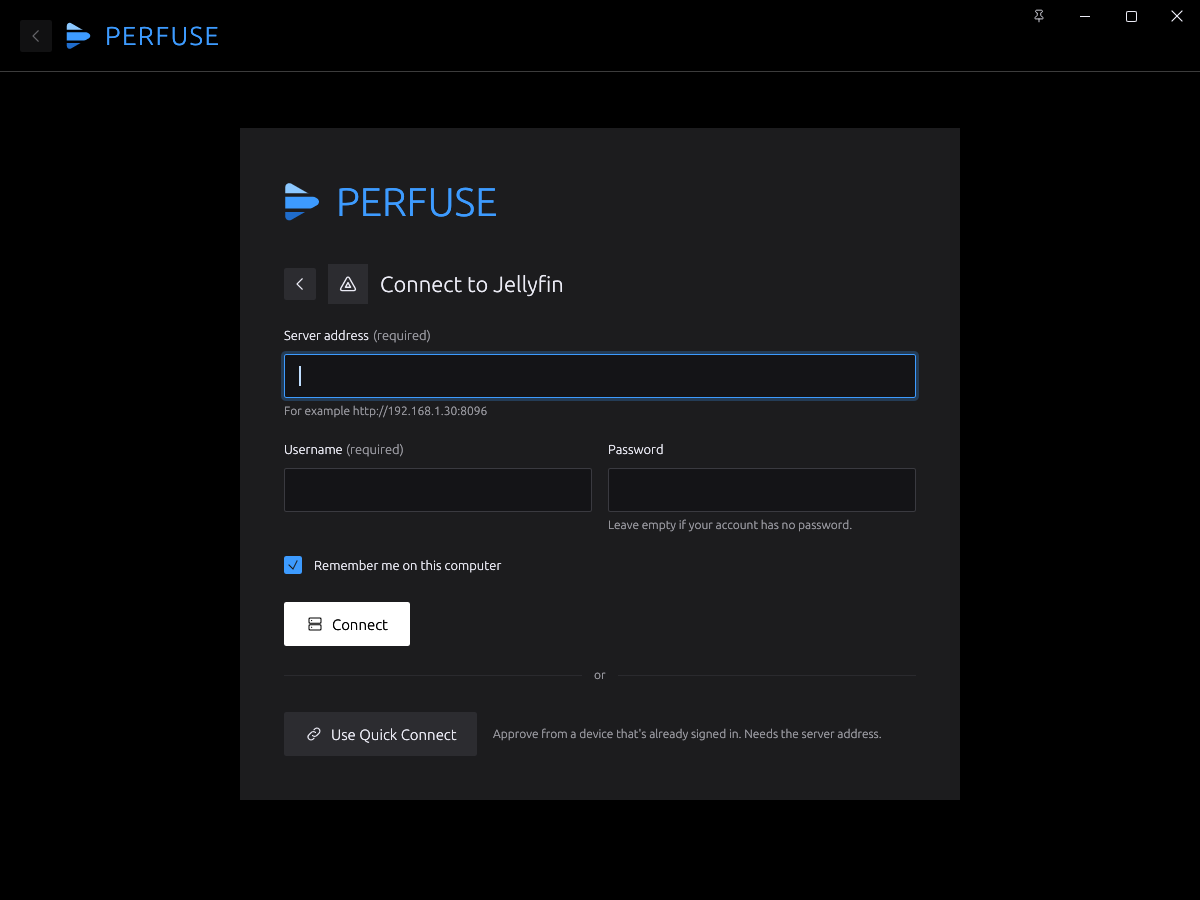 PERFUSE
PERFUSE
Connect to Jellyfin
Server address (required)
For example http://192.168.1.30:8096
Username (required)
Password
Leave empty if your account has no password.
Remember me on this computer
Connect
or
Use Quick Connect
Approve from a device that's already signed in. Needs the server address.